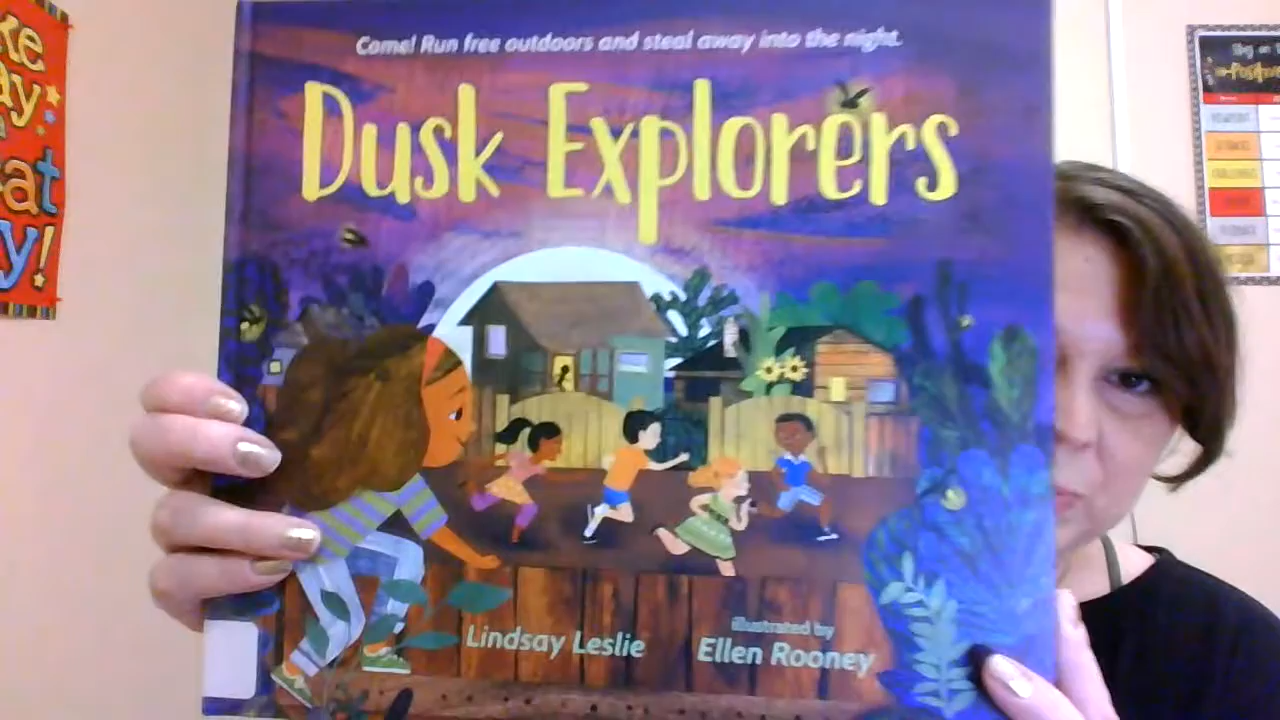 Come! Run free outdoors and steal away into the night.
Dusk Explorers
Lindsay Leslie
illustrated by
Ellen Rooney